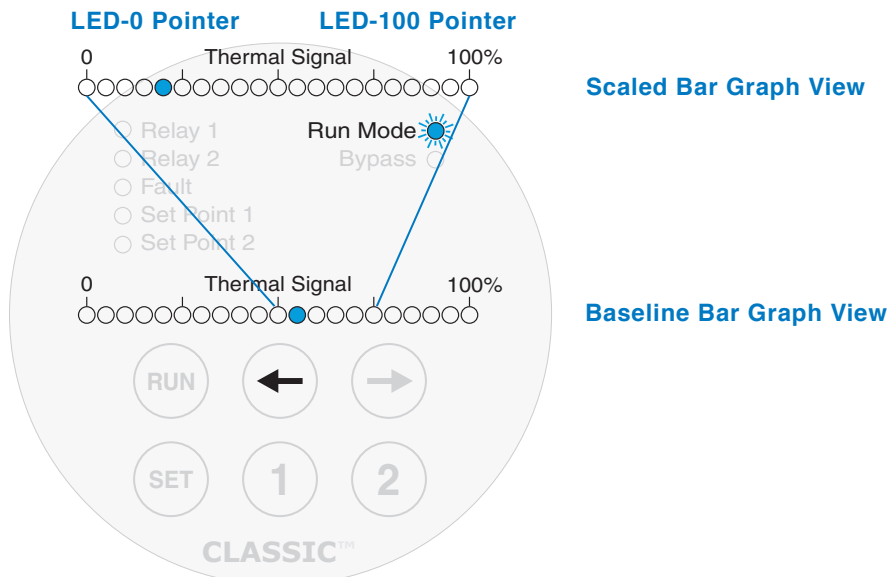 LED-0 Pointer LED-100 Pointer
0 Thermal Signal 100%
Scaled Bar Graph View
Relay 1 Run Mode
Relay 2 Bypass
Fault
Set Point 1
Set Point 2
0 Thermal Signal 100%
Baseline Bar Graph View
RUN
SET 1 2
CLASSIC™